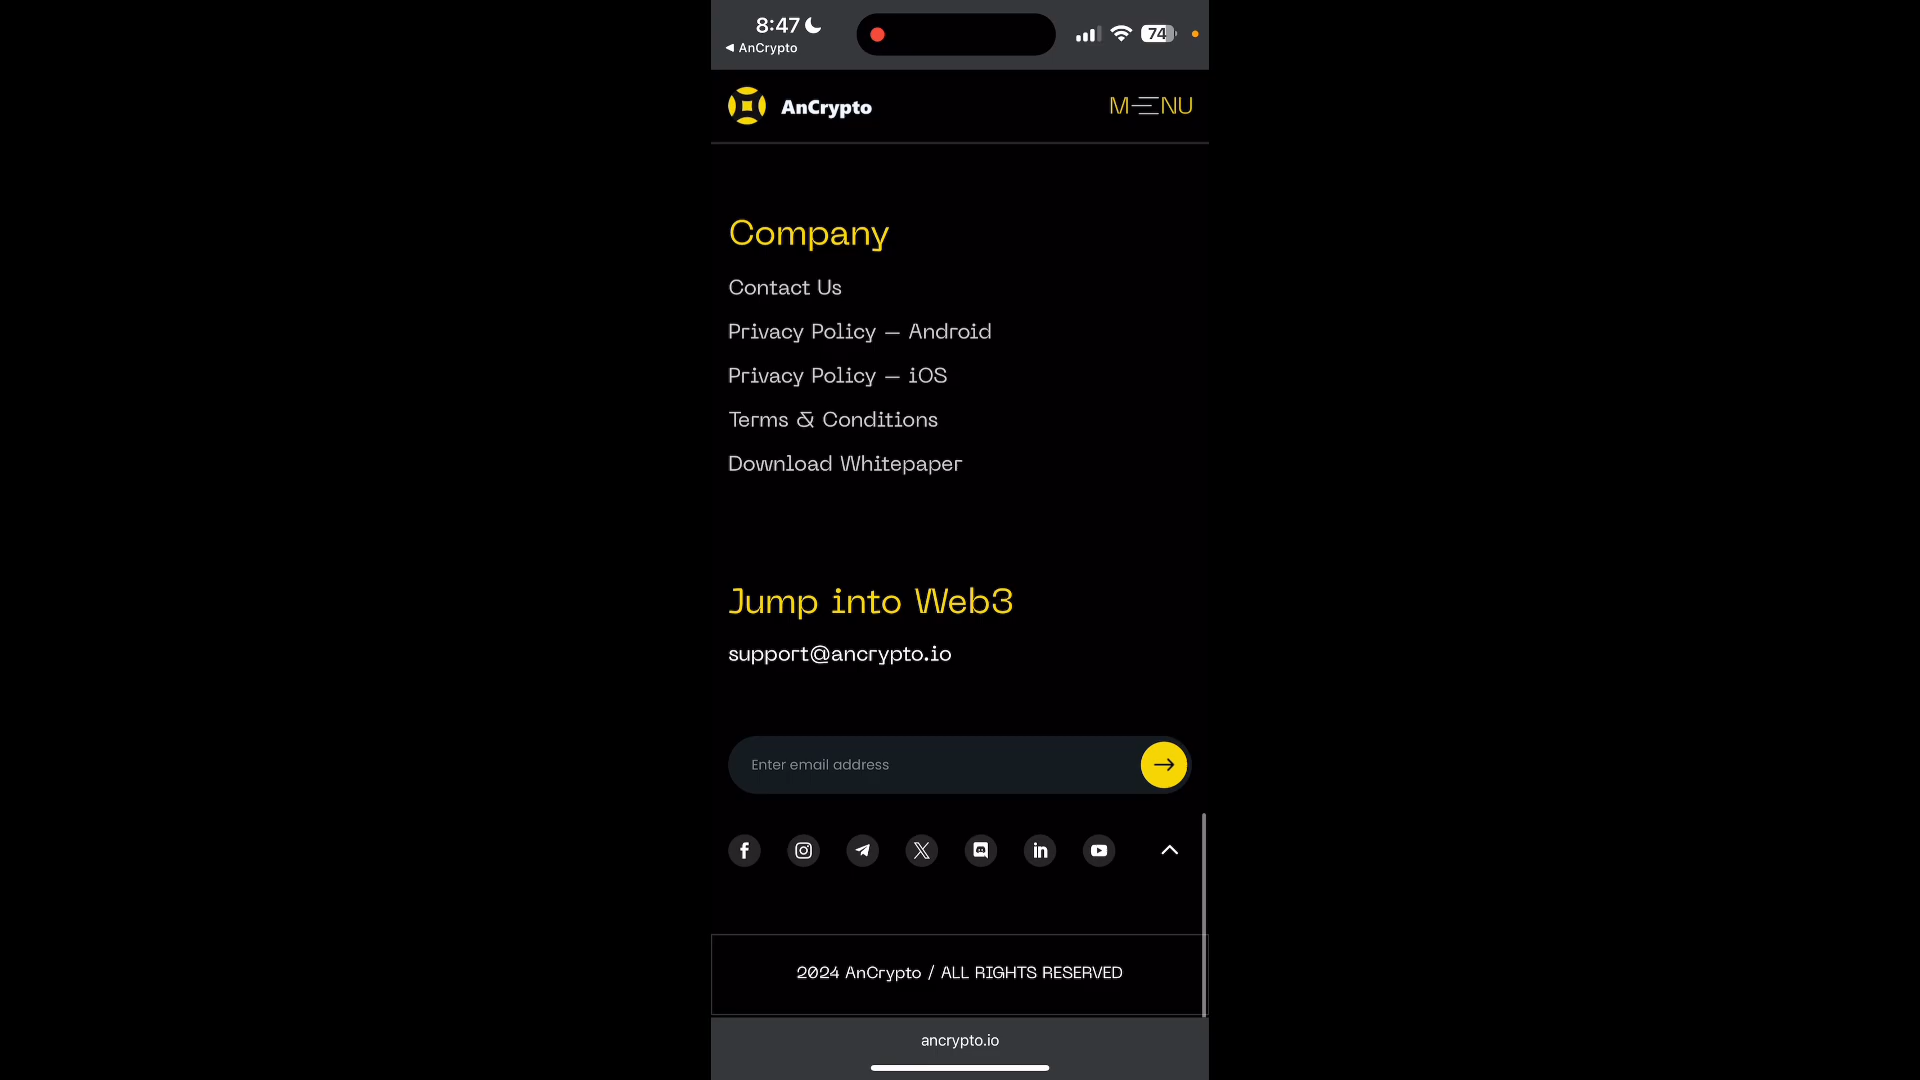 8:47
74
◀ AnCrypto
AnCrypto
MENU
Company
Contact Us
Privacy Policy – Android
Privacy Policy – iOS
Terms & Conditions
Download Whitepaper
Jump into Web3
support@ancrypto.io
Enter email address
2024 AnCrypto / ALL RIGHTS RESERVED
ancrypto.io